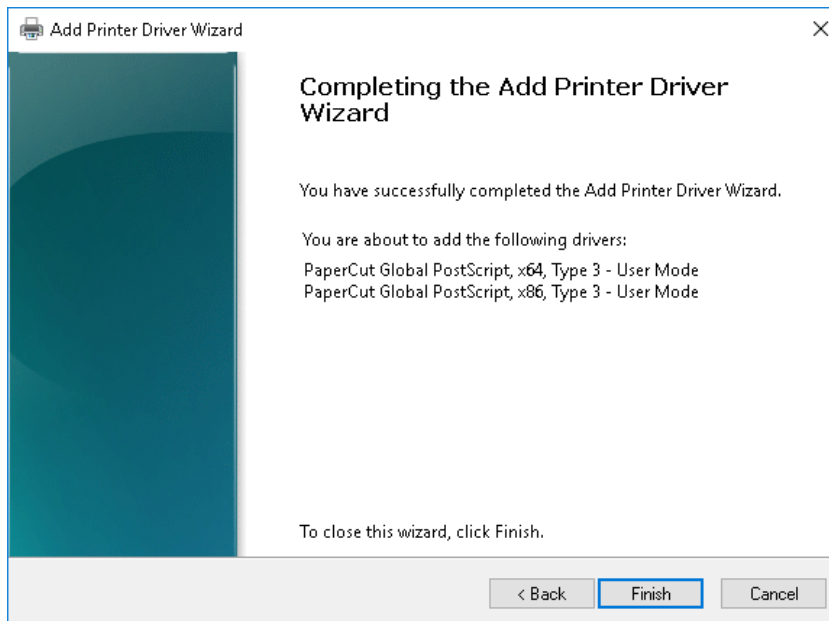 Add Printer Driver Wizard
Completing the Add Printer Driver
Wizard
You have successfully completed the Add Printer Driver Wizard.
You are about to add the following drivers:
PaperCut Global PostScript, x64, Type 3 - User Mode
PaperCut Global PostScript, x86, Type 3 - User Mode
To close this wizard, click Finish.
< Back Finish Cancel